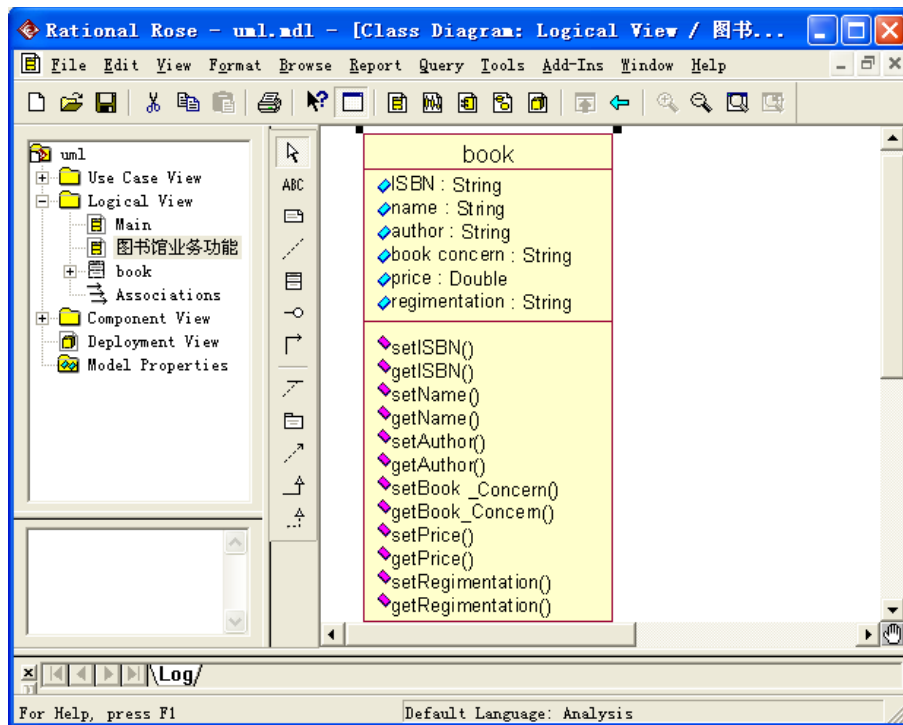 Rational Rose - uml.mdl - [Class Diagram: Logical View / 图书...
File Edit View Format Browse Report Query Tools Add-Ins Window Help
uml
Use Case View
Logical View
Main
图书馆业务功能
book
Associations
Component View
Deployment View
Model Properties
ABC
book
ISBN : String
name : String
author : String
book concern : String
price : Double
regimentation : String
setISBN()
getISBN()
setName()
getName()
setAuthor()
getAuthor()
setBook _Concern()
getBook_Concern()
setPrice()
getPrice()
setRegimentation()
getRegimentation()
Log
For Help, press F1
Default Language: Analysis